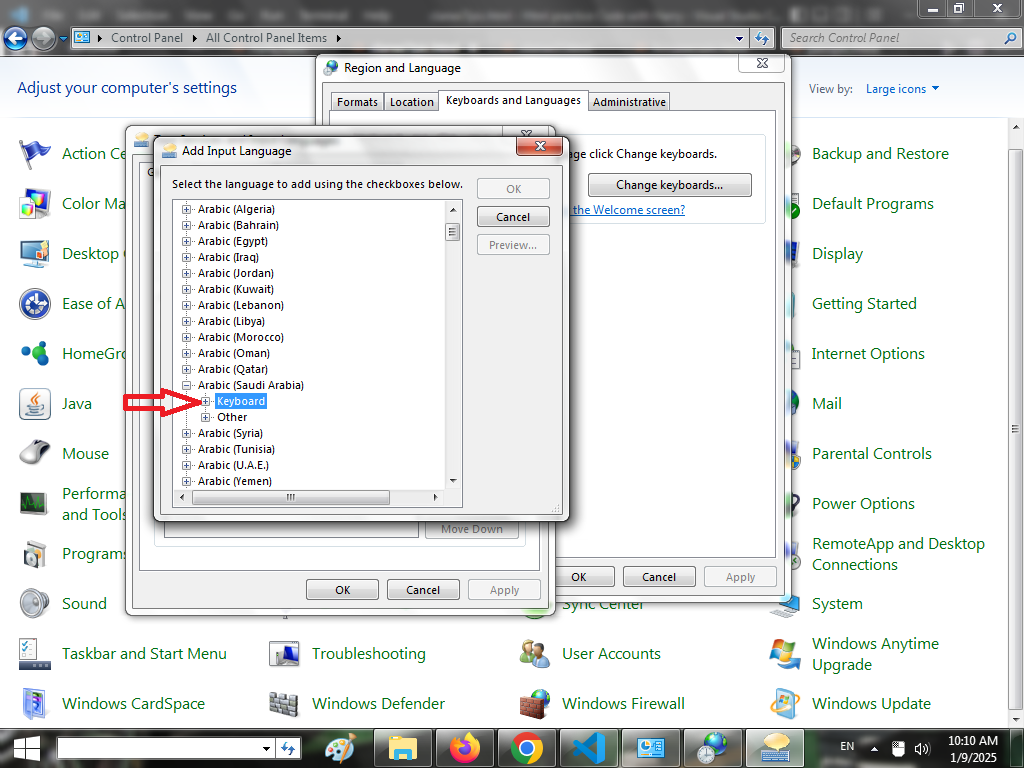 Control Panel
All Control Panel Items
Search Control Panel
Adjust your computer's settings
View by:
Large icons
Region and Language
Formats
Location
Keyboards and Languages
Administrative
age click Change keyboards.
Change keyboards...
the Welcome screen?
OK
Cancel
Apply
Add Input Language
Select the language to add using the checkboxes below.
OK
Cancel
Preview...
Arabic (Algeria)
Arabic (Bahrain)
Arabic (Egypt)
Arabic (Iraq)
Arabic (Jordan)
Arabic (Kuwait)
Arabic (Lebanon)
Arabic (Libya)
Arabic (Morocco)
Arabic (Oman)
Arabic (Qatar)
Arabic (Saudi Arabia)
Keyboard
Other
Arabic (Syria)
Arabic (Tunisia)
Arabic (U.A.E.)
Arabic (Yemen)
Move Down
OK
Cancel
Apply
Action Ce
Color Ma
Desktop
Ease of A
HomeGro
Java
Mouse
Performa
and Tools
Programs
Sound
Taskbar and Start Menu
Windows CardSpace
Troubleshooting
Windows Defender
Sync Center
User Accounts
Windows Firewall
Backup and Restore
Default Programs
Display
Getting Started
Internet Options
Mail
Parental Controls
Power Options
RemoteApp and Desktop
Connections
System
Windows Anytime
Upgrade
Windows Update
EN
10:10 AM
1/9/2025